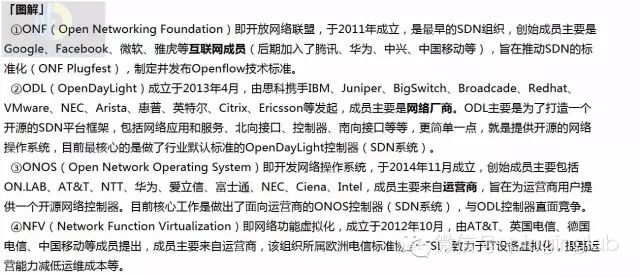 「图解」
①ONF（Open Networking Foundation）即开放网络联盟，于2011年成立，是最早的SDN组织，创始成员主要是
Google、Facebook、微软、雅虎等互联网成员（后期加入了腾讯、华为、中兴、中国移动等），旨在推动SDN的标
准化（ONF Plugfest），制定并发布Openflow技术标准。
②ODL（OpenDayLight）成立于2013年4月，由思科携手IBM、Juniper、BigSwitch、Broadcade、Redhat、
VMware、NEC、Arista、惠普、英特尔、Citrix、Ericsson等发起，成员主要是网络厂商。ODL主要是为了打造一个
开源的SDN平台框架，包括网络应用和服务、北向接口、控制器、南向接口等等，更简单一点，就是提供开源的网络
操作系统，目前最核心的是做了行业默认标准的OpenDayLight控制器（SDN系统）。
③ONOS（Open Network Operating System）即开发网络操作系统，于2014年11月成立，创始成员主要包括
ON.LAB、AT&T、NTT、华为、爱立信、富士通、NEC、Ciena、Intel，成员主要来自运营商，旨在为运营商用户提
供一个开源网络控制器。目前核心工作是做出了面向运营商的ONOS控制器（SDN系统），与ODL控制器直面竞争。
④NFV（Network Function Virtualization）即网络功能虚拟化，成立于2012年10月，由AT&T、英国电信、德国
电信、中国移动等成员提出，成员主要来自运营商，该组织所属欧洲电信标准协会 TSI，致力于
运营能力减低运维成本等。